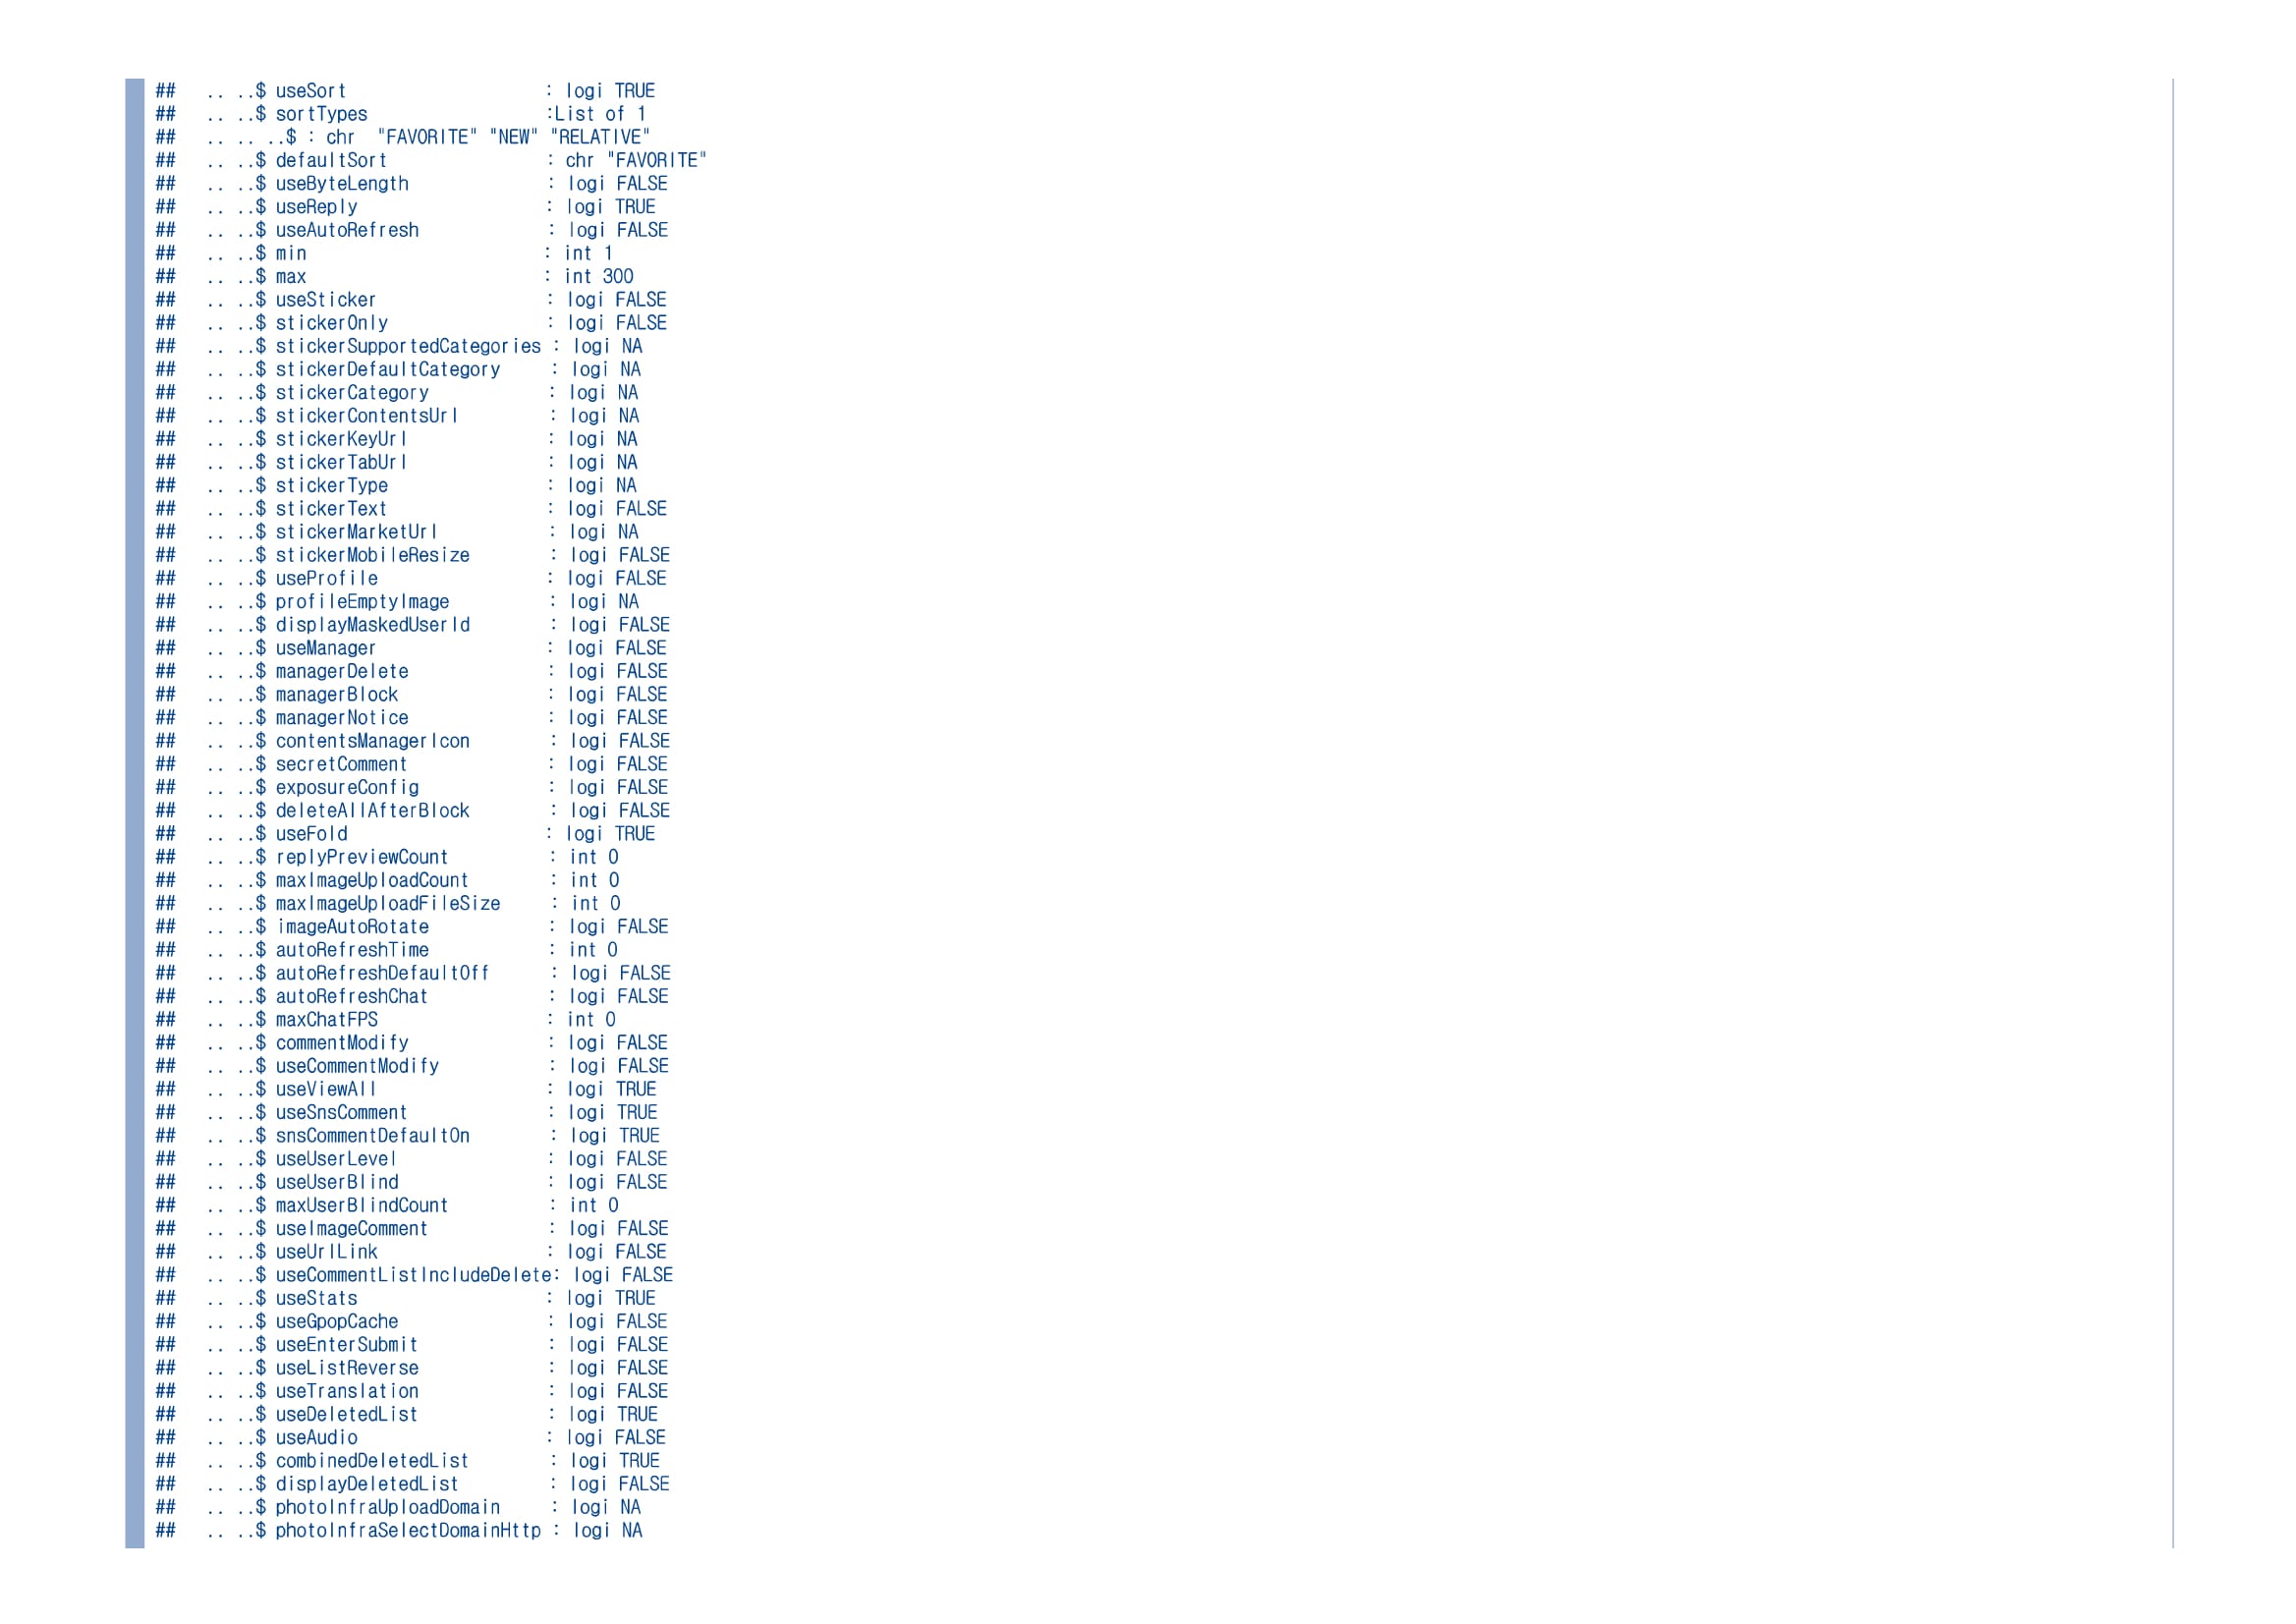 ##   .. ..$ useSort                   : logi TRUE
##   .. ..$ sortTypes                 :List of 1
##   .. .. ..$ : chr  "FAVORITE" "NEW" "RELATIVE"
##   .. ..$ defaultSort               : chr "FAVORITE"
##   .. ..$ useByteLength             : logi FALSE
##   .. ..$ useReply                  : logi TRUE
##   .. ..$ useAutoRefresh            : logi FALSE
##   .. ..$ min                       : int 1
##   .. ..$ max                       : int 300
##   .. ..$ useSticker                : logi FALSE
##   .. ..$ stickerOnly               : logi FALSE
##   .. ..$ stickerSupportedCategories : logi NA
##   .. ..$ stickerDefaultCategory    : logi NA
##   .. ..$ stickerCategory           : logi NA
##   .. ..$ stickerContentsUrl        : logi NA
##   .. ..$ stickerKeyUrl             : logi NA
##   .. ..$ stickerTabUrl             : logi NA
##   .. ..$ stickerType               : logi NA
##   .. ..$ stickerText               : logi FALSE
##   .. ..$ stickerMarketUrl          : logi NA
##   .. ..$ stickerMobileResize       : logi FALSE
##   .. ..$ useProfile                : logi FALSE
##   .. ..$ profileEmptyImage         : logi NA
##   .. ..$ displayMaskedUserId       : logi FALSE
##   .. ..$ useManager                : logi FALSE
##   .. ..$ managerDelete             : logi FALSE
##   .. ..$ managerBlock              : logi FALSE
##   .. ..$ managerNotice             : logi FALSE
##   .. ..$ contentsManagerIcon       : logi FALSE
##   .. ..$ secretComment             : logi FALSE
##   .. ..$ exposureConfig            : logi FALSE
##   .. ..$ deleteAllAfterBlock       : logi FALSE
##   .. ..$ useFold                   : logi TRUE
##   .. ..$ replyPreviewCount         : int 0
##   .. ..$ maxImageUploadCount       : int 0
##   .. ..$ maxImageUploadFileSize    : int 0
##   .. ..$ imageAutoRotate           : logi FALSE
##   .. ..$ autoRefreshTime           : int 0
##   .. ..$ autoRefreshDefaultOff     : logi FALSE
##   .. ..$ autoRefreshChat           : logi FALSE
##   .. ..$ maxChatFPS                : int 0
##   .. ..$ commentModify             : logi FALSE
##   .. ..$ useCommentModify          : logi FALSE
##   .. ..$ useViewAll                : logi TRUE
##   .. ..$ useSnsComment             : logi TRUE
##   .. ..$ snsCommentDefaultOn       : logi TRUE
##   .. ..$ useUserLevel              : logi FALSE
##   .. ..$ useUserBlind              : logi FALSE
##   .. ..$ maxUserBlindCount         : int 0
##   .. ..$ useImageComment           : logi FALSE
##   .. ..$ useUrlLink                : logi FALSE
##   .. ..$ useCommentListIncludeDelete: logi FALSE
##   .. ..$ useStats                  : logi TRUE
##   .. ..$ useGpopCache              : logi FALSE
##   .. ..$ useEnterSubmit            : logi FALSE
##   .. ..$ useListReverse            : logi FALSE
##   .. ..$ useTranslation            : logi FALSE
##   .. ..$ useDeletedList            : logi TRUE
##   .. ..$ useAudio                  : logi FALSE
##   .. ..$ combinedDeletedList       : logi TRUE
##   .. ..$ displayDeletedList        : logi FALSE
##   .. ..$ photoInfraUploadDomain    : logi NA
##   .. ..$ photoInfraSelectDomainHttp : logi NA